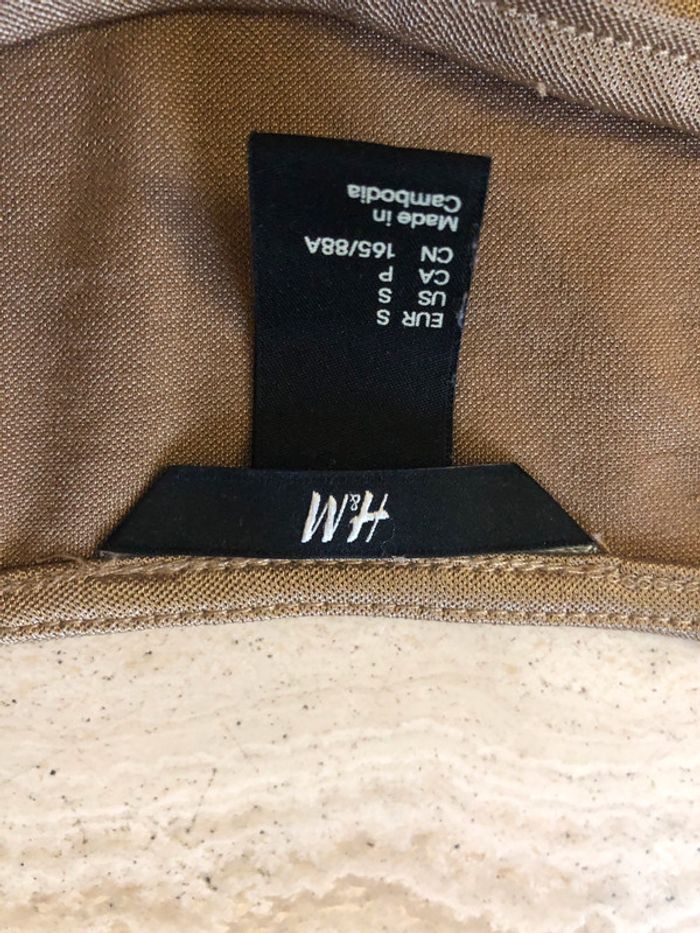 H&M
EUR S
US S
CA P
CN 165/88A
Made in
Cambodia